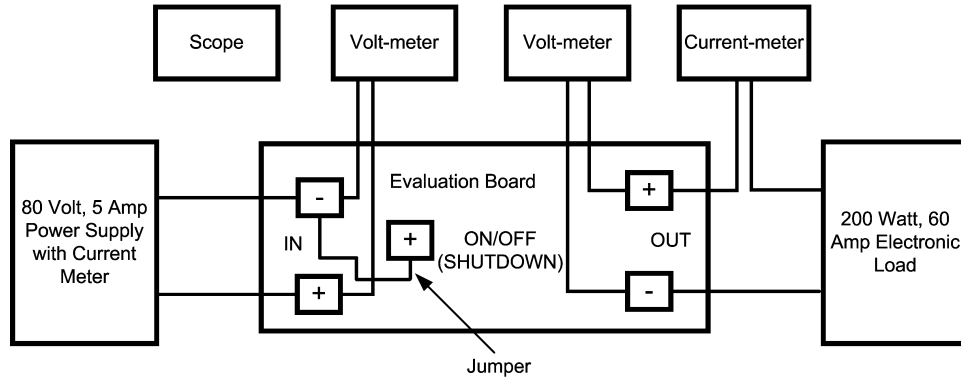 Scope
Volt-meter
Volt-meter
Current-meter
80 Volt, 5 Amp
Power Supply
with Current
Meter
-
IN
+
Evaluation Board
+
ON/OFF
(SHUTDOWN)
+
OUT
-
200 Watt, 60
Amp Electronic
Load
Jumper